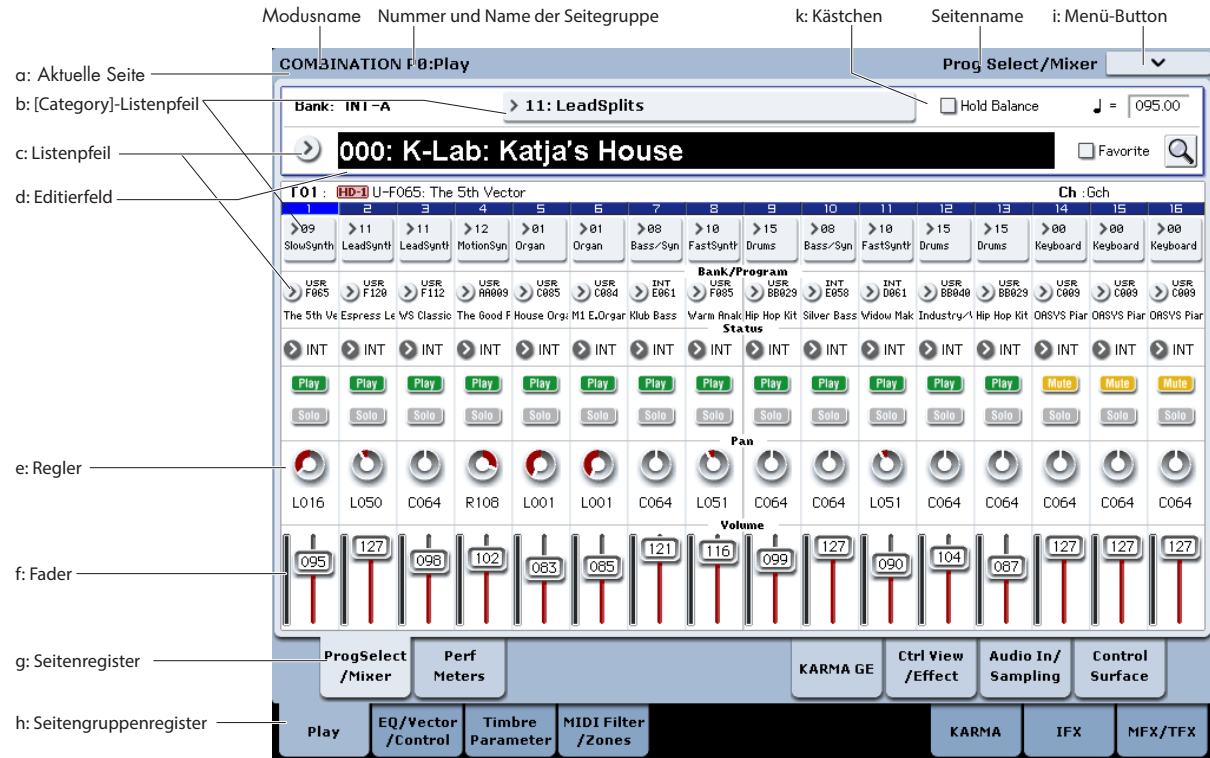 Modusname Nummer und Name der Seitegruppe k: Kästchen Seitenname i: Menü-Button
a: Aktuelle Seite
COMBINATION P0:Play Prog Select/Mixer
b: [Category]-Listenpfeil
Bank: INT-A 11: LeadSplits Hold Balance ♩ = 095.00
c: Listenpfeil
000: K-Lab: Katja's House Favorite
d: Editierfeld
T01 : HD-1 U-F065: The 5th Vector Ch :Gch
1 2 3 4 5 6 7 8 9 10 11 12 13 14 15 16
09 11 11 12 01 01 08 10 15 08 10 15 15 00 00 00
SlowSynth LeadSynth LeadSynth MotionSyn Organ Organ Bass/Syn FastSynth Drums Bass/Syn FastSynth Drums Drums Keyboard Keyboard Keyboard
Bank/Program
USR USR USR USR USR USR INT USR USR INT INT USR USR USR USR USR
F065 F120 F112 AA009 C085 C084 E061 F085 BB029 E058 D061 BB040 BB029 C009 C009 C009
The 5th Ve Espress Le WS Classic The Good F House Orga M1 E.Organ Klub Bass Warm Analo Hip Hop Kit Silver Bass Widow Mak Industry/V Hip Hop Kit OASYS Pian OASYS Pian OASYS Pian
Status
INT INT INT INT INT INT INT INT INT INT INT INT INT INT INT INT
Play Play Play Play Play Play Play Play Play Play Play Play Play Mute Mute Mute
Solo Solo Solo Solo Solo Solo Solo Solo Solo Solo Solo Solo Solo Solo Solo Solo
Pan
e: Regler
L016 L050 C064 R108 L001 L001 C064 L051 C064 C064 L051 C064 C064 C064 C064 C064
Volume
f: Fader
095 127 098 102 083 085 121 116 099 127 090 104 087 127 127 127
g: Seitenregister
ProgSelect
/Mixer
Perf
Meters
KARMA GE
Ctrl View
/Effect
Audio In/
Sampling
Control
Surface
h: Seitengruppenregister
Play
EQ/Vector
/Control
Timbre
Parameter
MIDI Filter
/Zones
KARMA
IFX
MFX/TFX